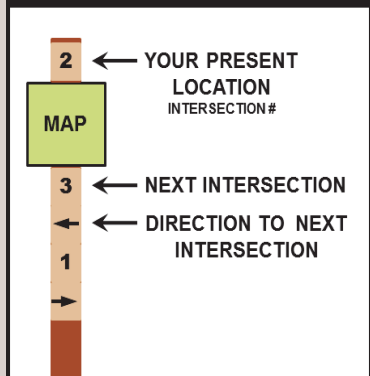 2 YOUR PRESENT
LOCATION
INTERSECTION #
MAP
3 NEXT INTERSECTION
DIRECTION TO NEXT
INTERSECTION
1